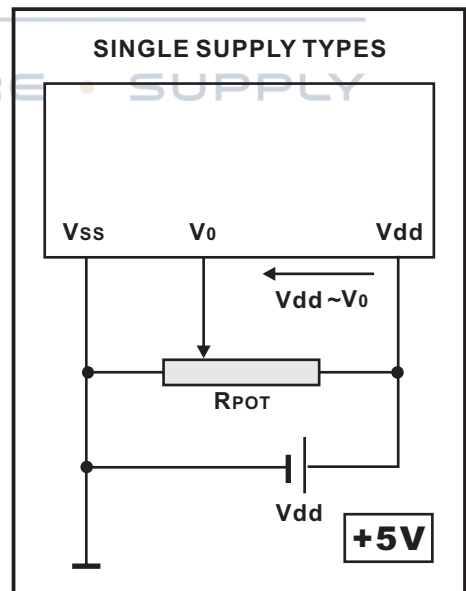 SINGLE SUPPLY TYPES
E • SUPPLY
Vss V0 Vdd
Vdd ~V0
RPOT
Vdd
+5V